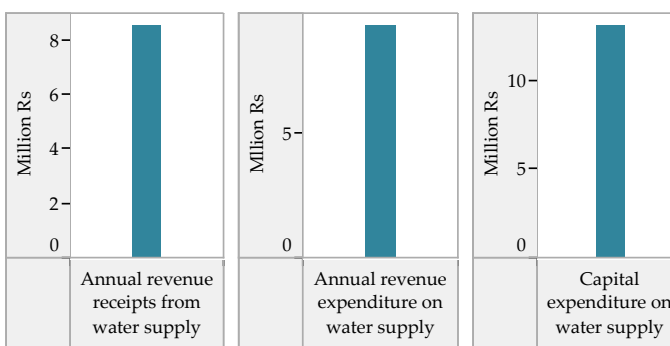 Million Rs
8
6
4
2
0
Annual revenue
receipts from
water supply
Mllion Rs
5
0
Annual revenue
expenditure on
water supply
Million Rs
10
5
0
Capital
expenditure on
water supply